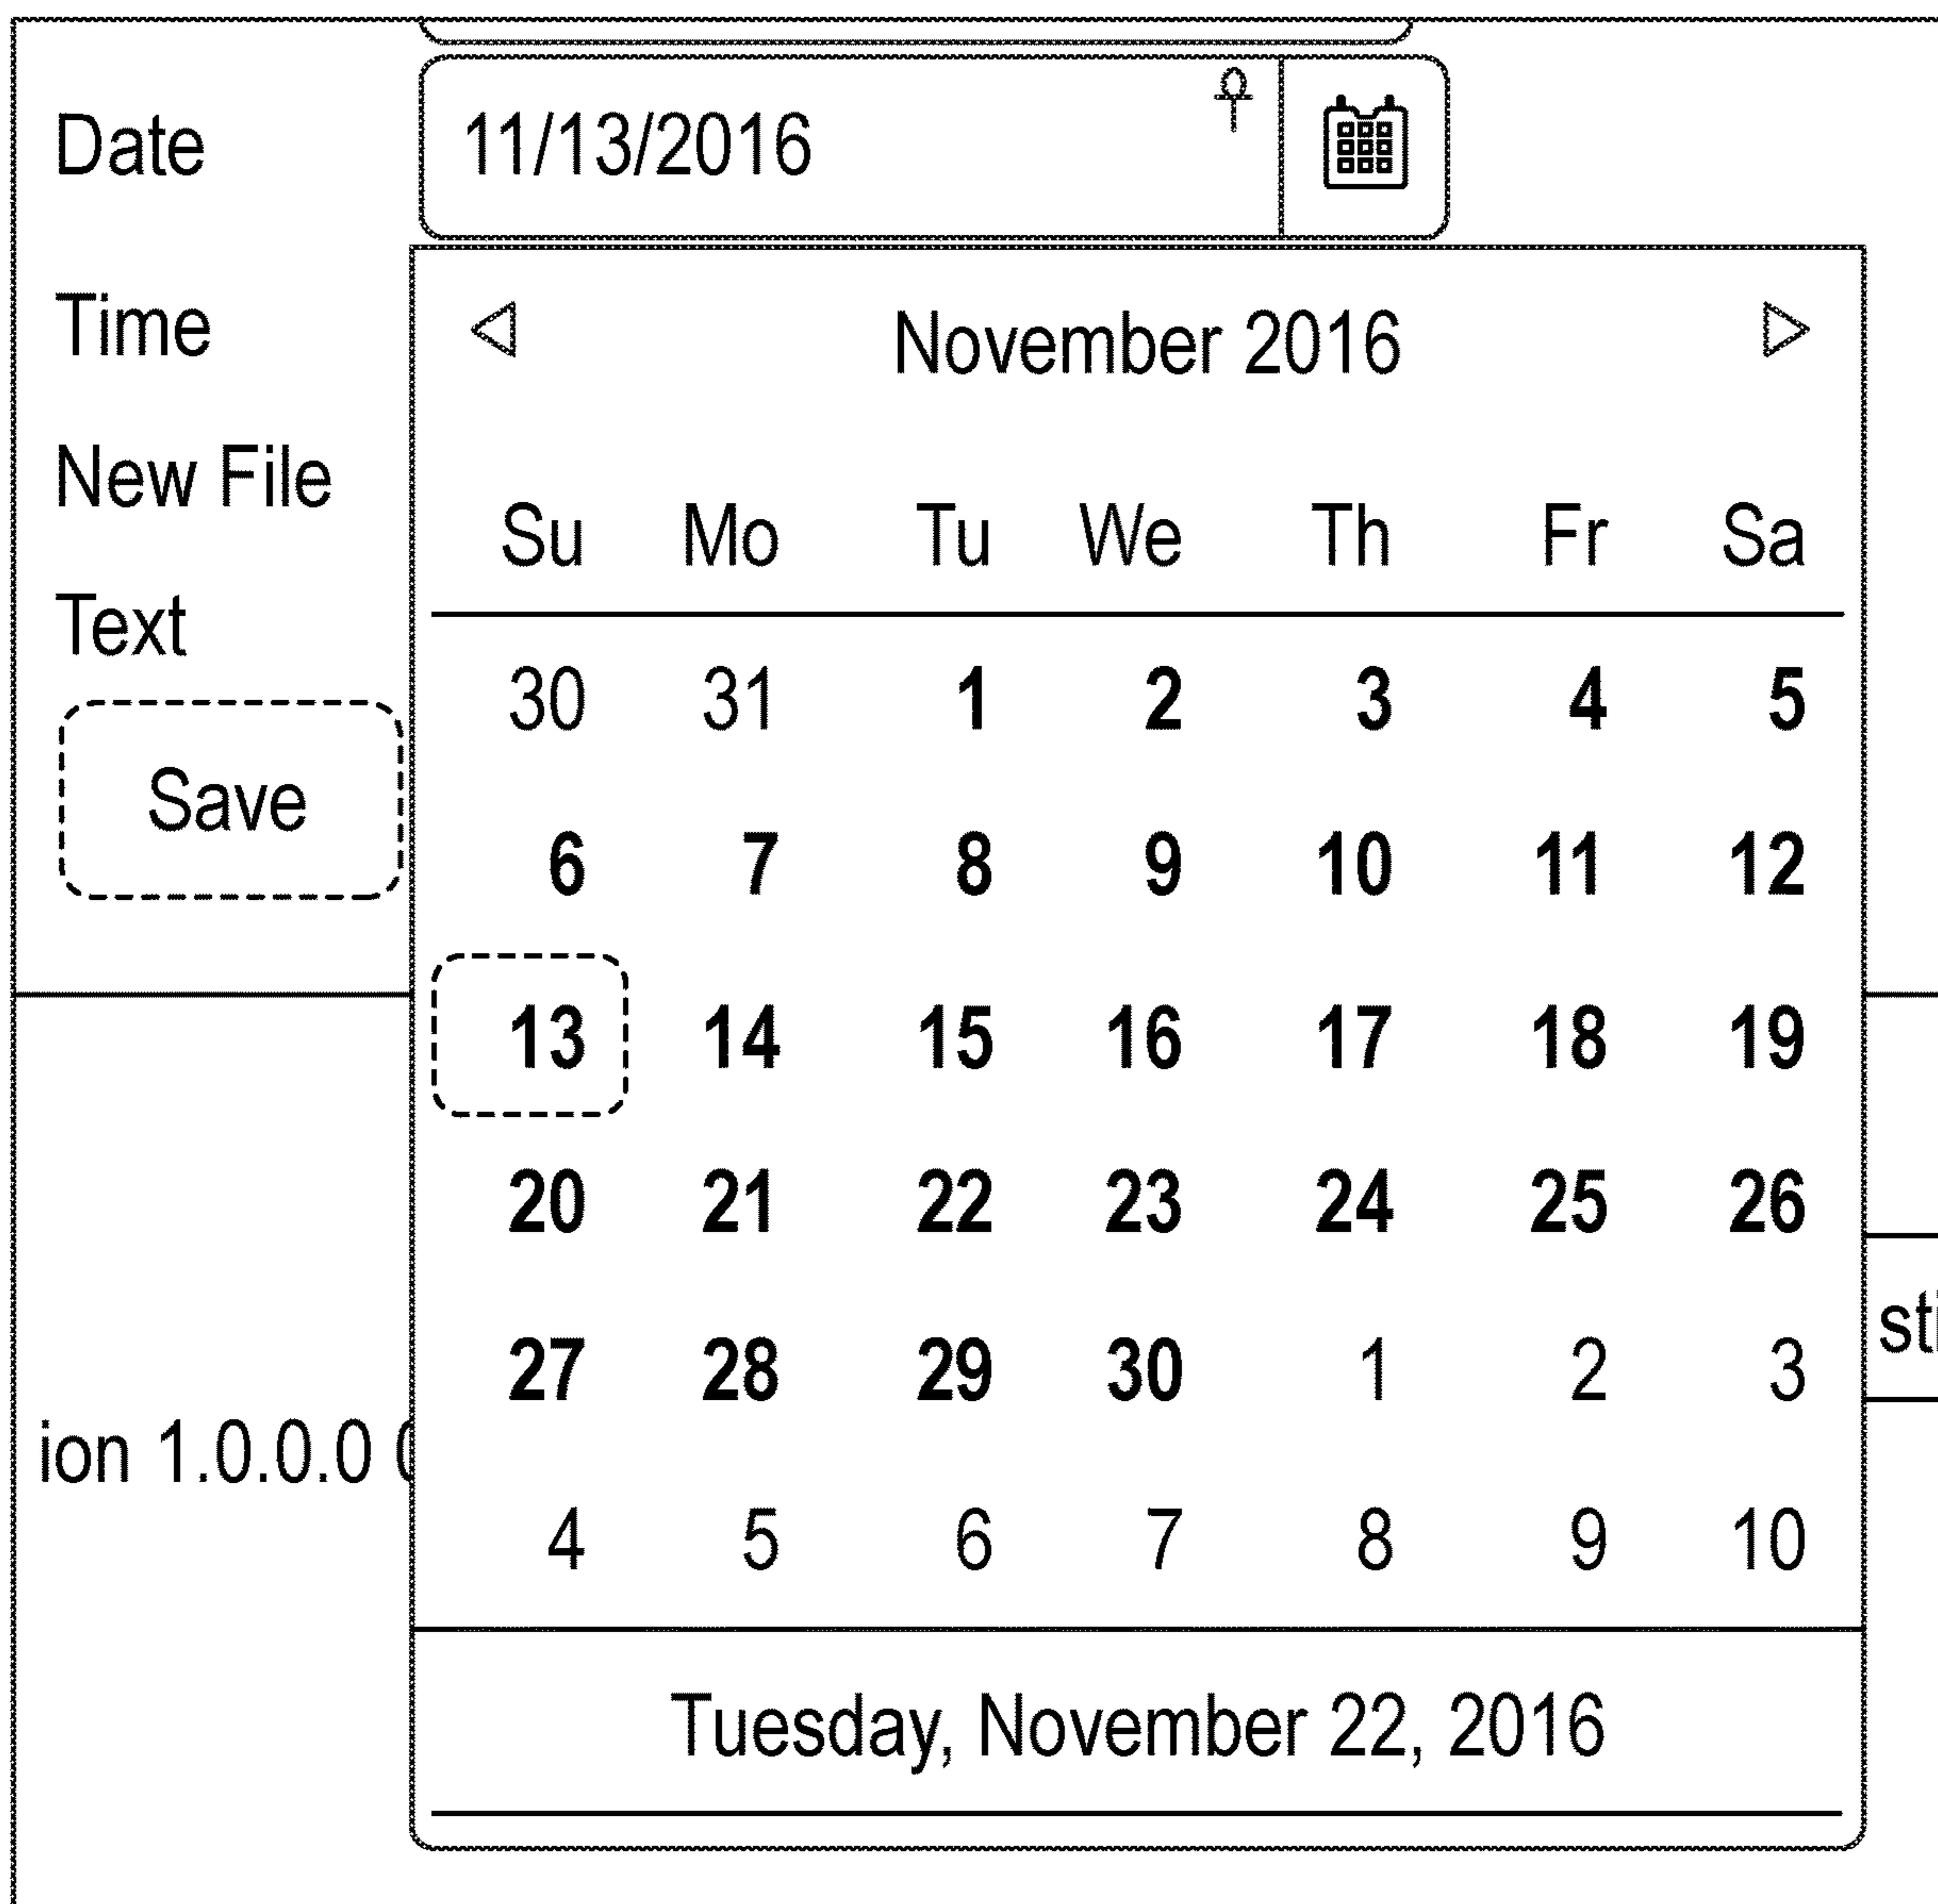 Date
11/13/2016
Time
New File
Text
Save
November 2016
Su Mo Tu We Th Fr Sa
30 31 1 2 3 4 5
6 7 8 9 10 11 12
13 14 15 16 17 18 19
20 21 22 23 24 25 26
27 28 29 30 1 2 3
4 5 6 7 8 9 10
Tuesday, November 22, 2016
ion 1.0.0.0
sti